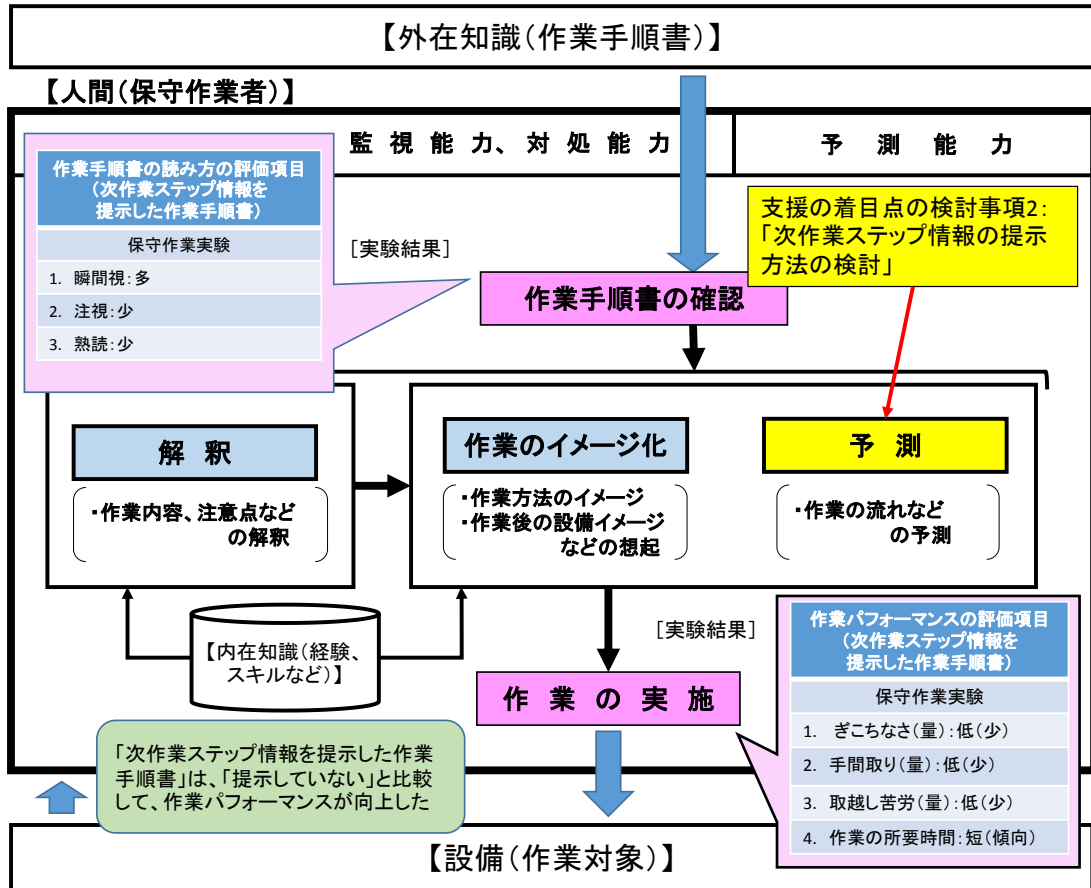 【外在知識(作業手順書)】
【人間(保守作業者)】
監視能力、対処能力
予測能力
作業手順書の読み方の評価項目
(次作業ステップ情報を
提示した作業手順書)
保守作業実験
1. 瞬間視:多
2. 注視:少
3. 熟読:少
[実験結果]
支援の着目点の検討事項2:
「次作業ステップ情報の提示
方法の検討」
作業手順書の確認
解釈
・作業内容、注意点など
の解釈
作業のイメージ化
・作業方法のイメージ
・作業後の設備イメージ
などの想起
予測
・作業の流れなど
の予測
【内在知識(経験、
スキルなど)】
[実験結果]
作業の実施
作業パフォーマンスの評価項目
(次作業ステップ情報を
提示した作業手順書)
保守作業実験
1. ぎこちなさ(量):低(少)
2. 手間取り(量):低(少)
3. 取越し苦労(量):低(少)
4. 作業の所要時間:短(傾向)
「次作業ステップ情報を提示した作業
手順書」は、「提示していない」と比較
して、作業パフォーマンスが向上した
【設備(作業対象)】